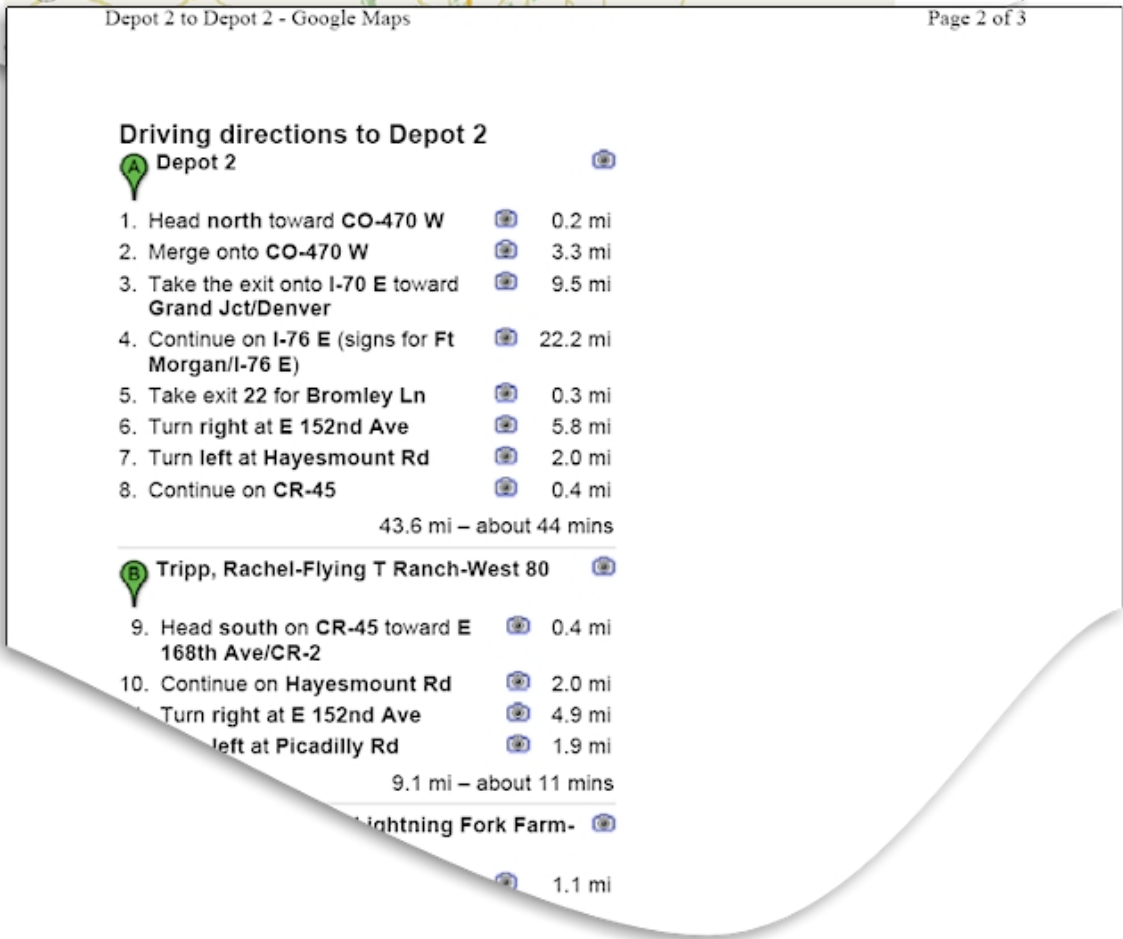 Depot 2 to Depot 2 - Google Maps Page 2 of 3
Driving directions to Depot 2
A Depot 2
1. Head north toward CO-470 W 0.2 mi
2. Merge onto CO-470 W 3.3 mi
3. Take the exit onto I-70 E toward 9.5 mi
Grand Jct/Denver
4. Continue on I-76 E (signs for Ft 22.2 mi
Morgan/I-76 E)
5. Take exit 22 for Bromley Ln 0.3 mi
6. Turn right at E 152nd Ave 5.8 mi
7. Turn left at Hayesmount Rd 2.0 mi
8. Continue on CR-45 0.4 mi
43.6 mi – about 44 mins
B Tripp, Rachel-Flying T Ranch-West 80
9. Head south on CR-45 toward E 0.4 mi
168th Ave/CR-2
10. Continue on Hayesmount Rd 2.0 mi
Turn right at E 152nd Ave 4.9 mi
left at Picadilly Rd 1.9 mi
9.1 mi – about 11 mins
Lightning Fork Farm-
1.1 mi